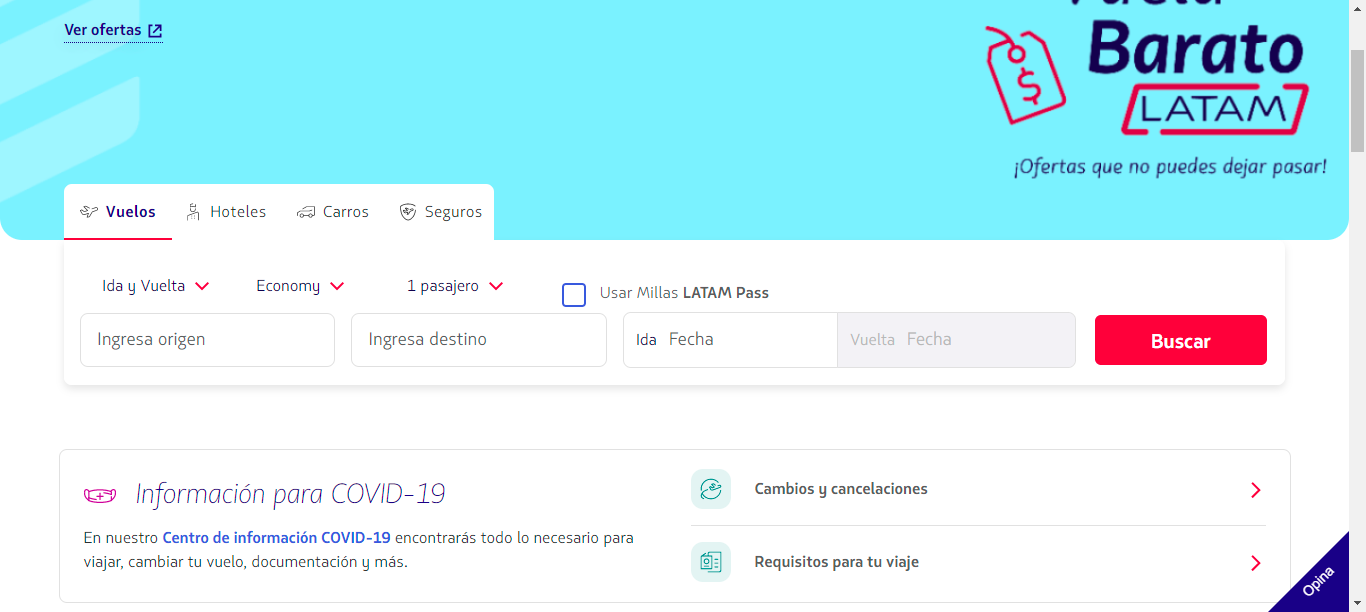 Ver ofertas
Vuela
Barato
LATAM
¡Ofertas que no puedes dejar pasar!
Vuelos
Hoteles
Carros
Seguros
Ida y Vuelta
Economy
1 pasajero
Usar Millas LATAM Pass
Ingresa origen
Ingresa destino
Ida Fecha
Vuelta Fecha
Buscar
Información para COVID-19
En nuestro Centro de información COVID-19 encontrarás todo lo necesario para
viajar, cambiar tu vuelo, documentación y más.
Cambios y cancelaciones
Requisitos para tu viaje
Opina